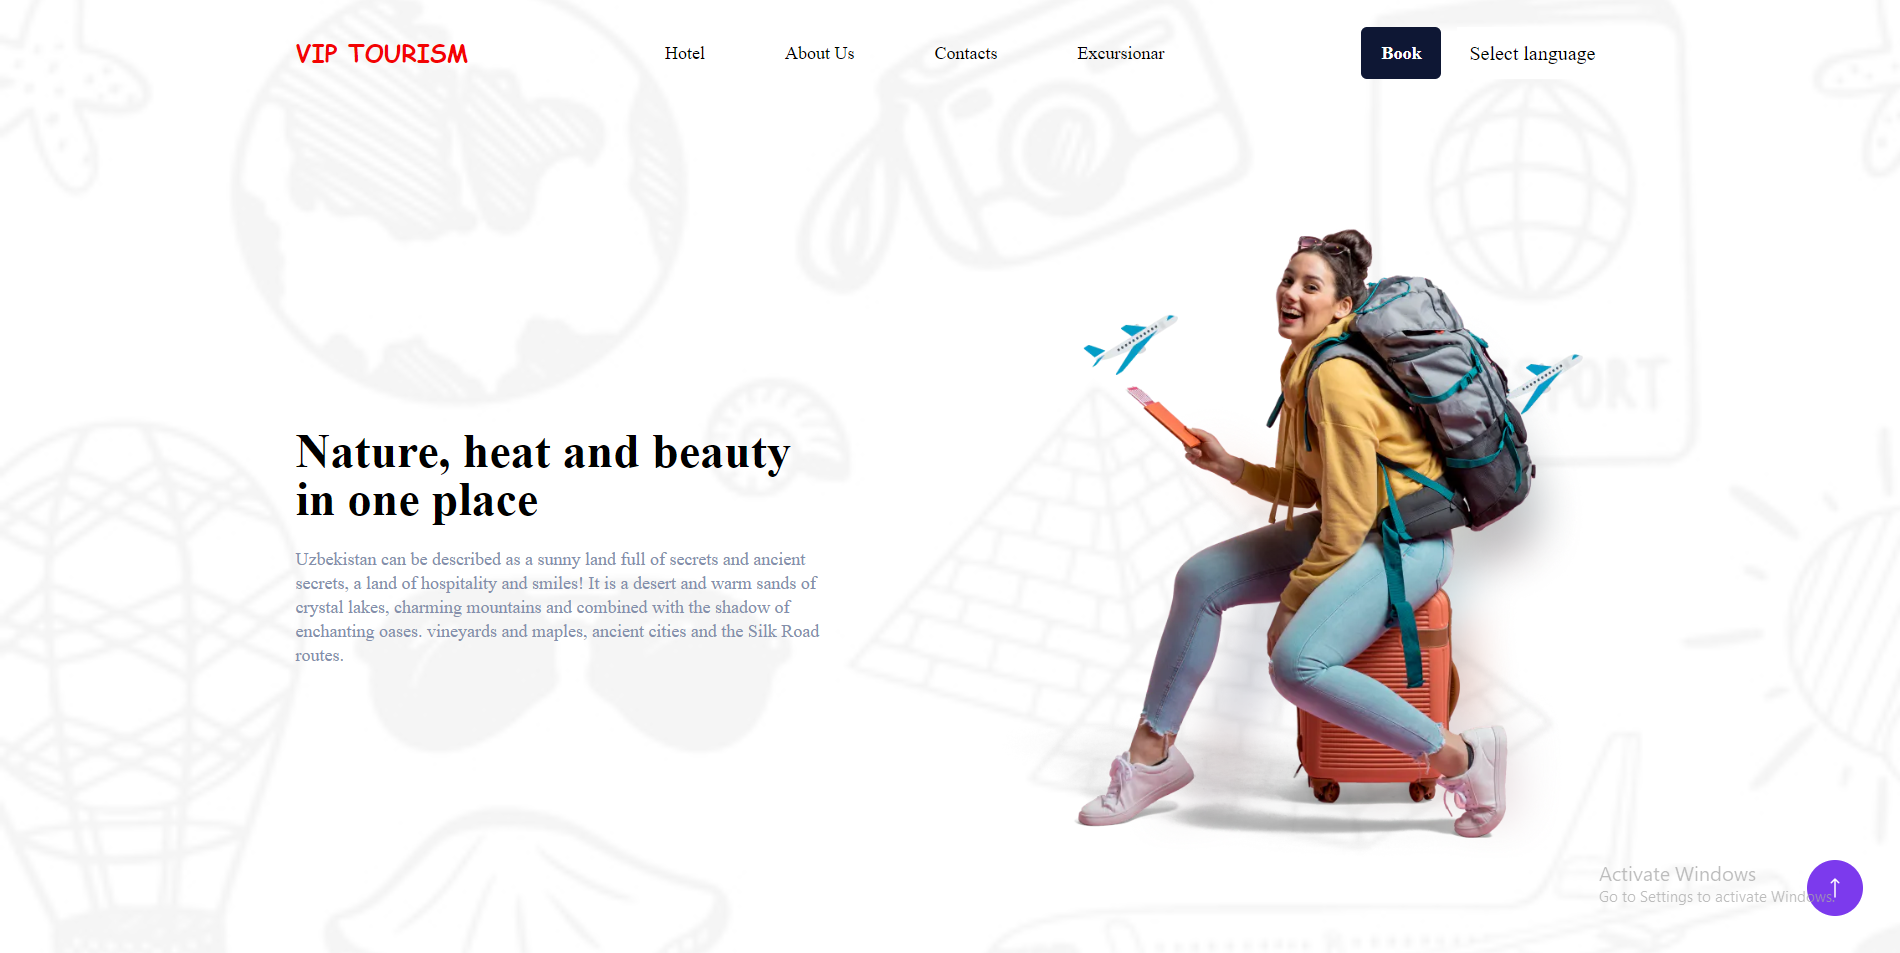 VIP TOURISM
Hotel
About Us
Contacts
Excursionar
Book
Select language
Nature, heat and beauty
in one place
Uzbekistan can be described as a sunny land full of secrets and ancient
secrets, a land of hospitality and smiles! It is a desert and warm sands of
crystal lakes, charming mountains and combined with the shadow of
enchanting oases. vineyards and maples, ancient cities and the Silk Road
routes.
PORT
Activate Windows
Go to Settings to activate Windows.